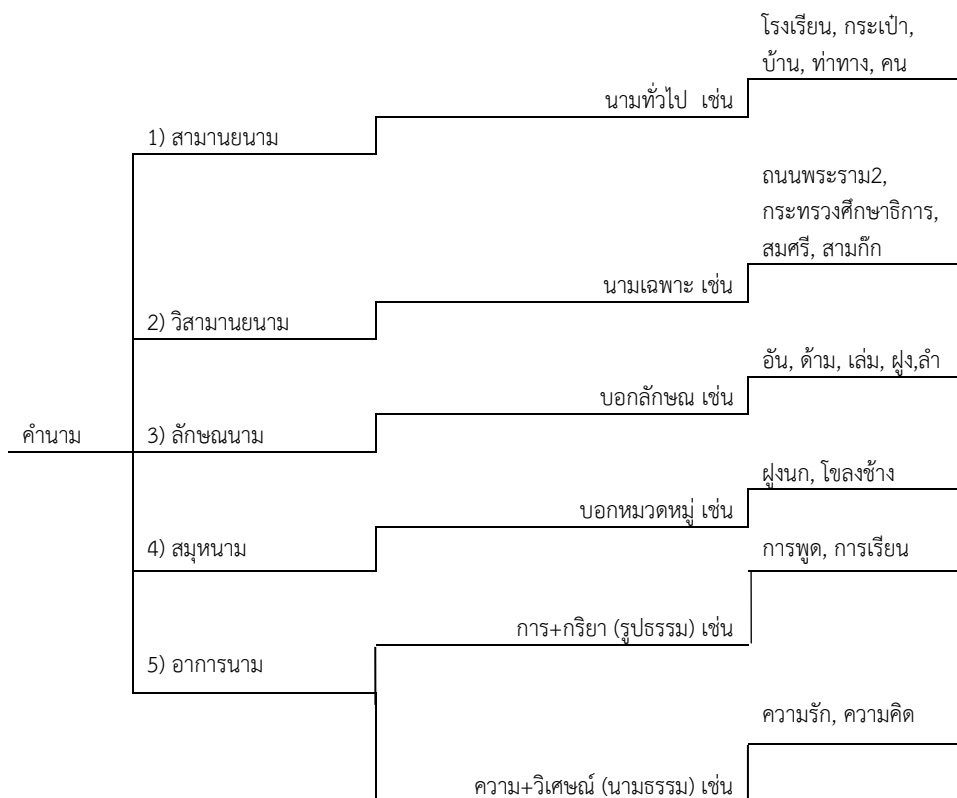 โรงเรียน, กระเป๋า,
บ้าน, ท่าทาง, คน
นามทั่วไป เช่น
1) สามานยนาม
ถนนพระราม2,
กระทรวงศึกษาธิการ,
สมศรี, สามก๊ก
นามเฉพาะ เช่น
2) วิสามานยนาม
อัน, ด้าม, เล่ม, ฝูง,ลำ
บอกลักษณ เช่น
คำนาม
3) ลักษณนาม
ฝูงนก, โขลงช้าง
บอกหมวดหมู่ เช่น
4) สมุหนาม
การพูด, การเรียน
การ+กริยา (รูปธรรม) เช่น
5) อาการนาม
ความรัก, ความคิด
ความ+วิเศษณ์ (นามธรรม) เช่น